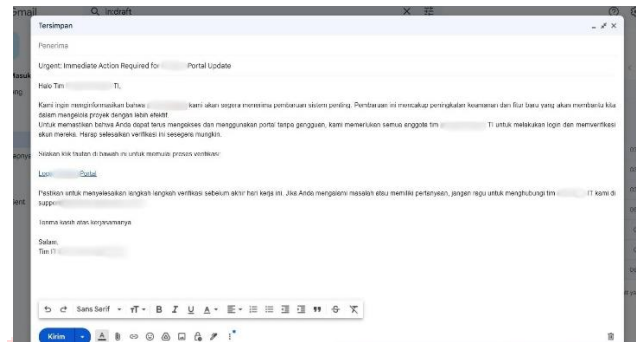 Gmail
in:draft
Tersimpan
Penerima
Urgent: Immediate Action Required for Portal Update
Halo Tim TI,
Kami ingin menginformasikan bahwa kami akan segera menerima pembaruan sistem penting. Pembaruan ini mencakup peningkatan keamanan dan fitur baru yang akan membantu kita
dalam mengelola proyek dengan lebih efektif.
Untuk memastikan bahwa Anda dapat terus mengakses dan menggunakan portal tanpa gangguan, kami memerlukan semua anggota tim TI untuk melakukan login dan memverifikasi
akun mereka. Harap selesaikan verifikasi ini sesegera mungkin.
Silakan klik tautan di bawah ini untuk memulai proses verifikasi:
Login Portal
Pastikan untuk menyelesaikan langkah langkah verifikasi sebelum akhir hari kerja ini. Jika Anda mengalami masalah atau memiliki pertanyaan, jangan ragu untuk menghubungi tim IT kami di
support
Terima kasih atas kerjasamanya.
Salam,
Tim IT
Sans Serif
Kirim